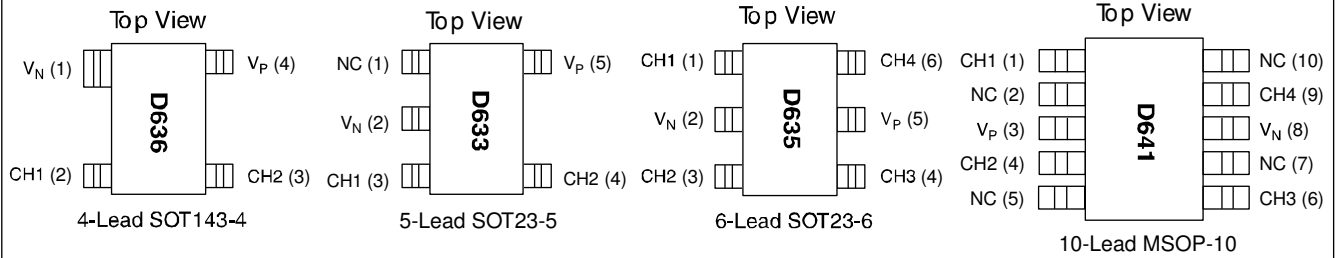 Top View
V_N (1)
V_P (4)
D636
CH1 (2)
CH2 (3)
4-Lead SOT143-4
Top View
NC (1)
V_P (5)
V_N (2)
D633
CH1 (3)
CH2 (4)
5-Lead SOT23-5
Top View
CH1 (1)
CH4 (6)
V_N (2)
D635
V_P (5)
CH2 (3)
CH3 (4)
6-Lead SOT23-6
Top View
CH1 (1)
NC (10)
NC (2)
CH4 (9)
V_P (3)
D641
V_N (8)
CH2 (4)
NC (7)
NC (5)
CH3 (6)
10-Lead MSOP-10